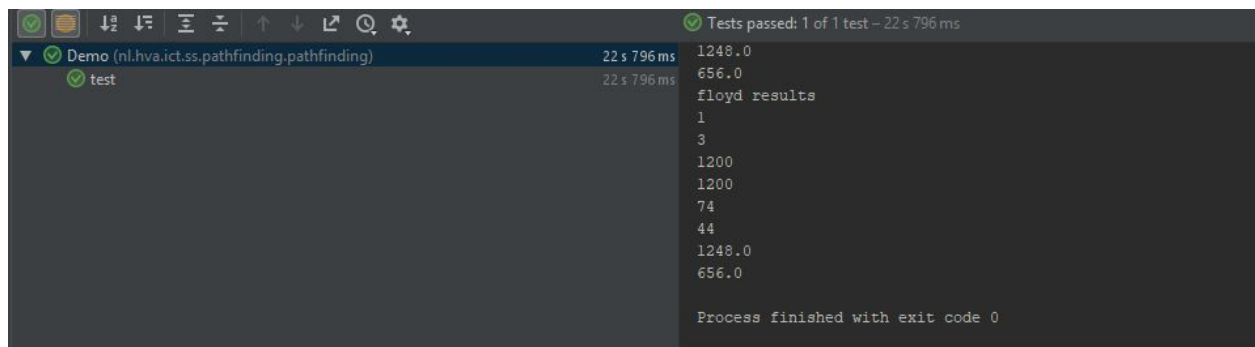 Tests passed: 1 of 1 test – 22 s 796 ms
Demo (nl.hva.ict.ss.pathfinding.pathfinding) 22 s 796 ms
test 22 s 796 ms
1248.0
656.0
floyd results
1
3
1200
1200
74
44
1248.0
656.0
Process finished with exit code 0